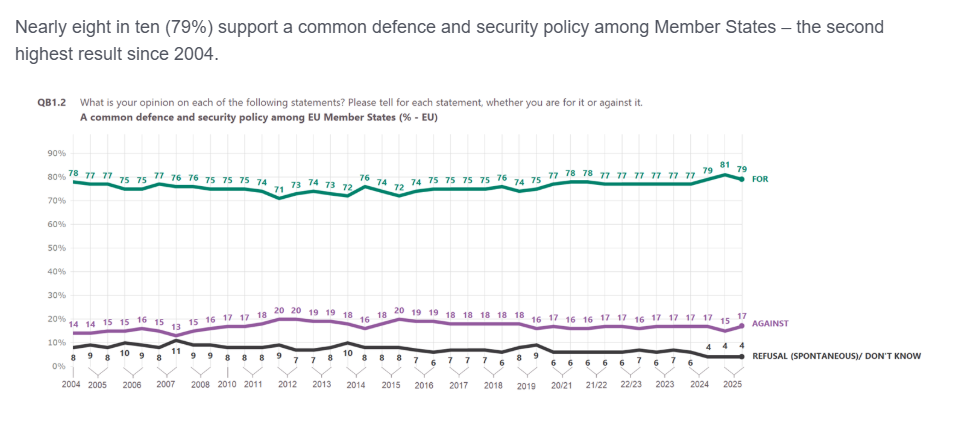 Nearly eight in ten (79%) support a common defence and security policy among Member States – the second
highest result since 2004.
QB1.2 What is your opinion on each of the following statements? Please tell for each statement, whether you are for it or against it.
A common defence and security policy among EU Member States (% - EU)
90%
80%
70%
60%
50%
40%
30%
20%
10%
0%
78 77 77 75 75 77 76 76 75 75 75 74 71 73 74 73 72 76 74 72 74 75 75 75 75 76 74 75 77 78 78 77 77 77 77 77 77 79 81 79
FOR
14 14 15 15 16 15 13 15 16 17 17 18 20 20 19 19 18 16 18 20 19 19 18 18 18 18 18 16 17 16 16 17 17 16 17 17 17 17 15 17
AGAINST
8 9 8 10 9 8 11 9 9 8 8 8 9 7 7 8 10 8 8 8 7 6 7 7 7 6 8 9 6 6 6 6 6 7 6 7 6 4 4 4
REFUSAL (SPONTANEOUS)/ DON'T KNOW
2004 2005 2006 2007 2008 2010 2011 2012 2013 2014 2015 2016 2017 2018 2019 20/21 21/22 22/23 2023 2024 2025